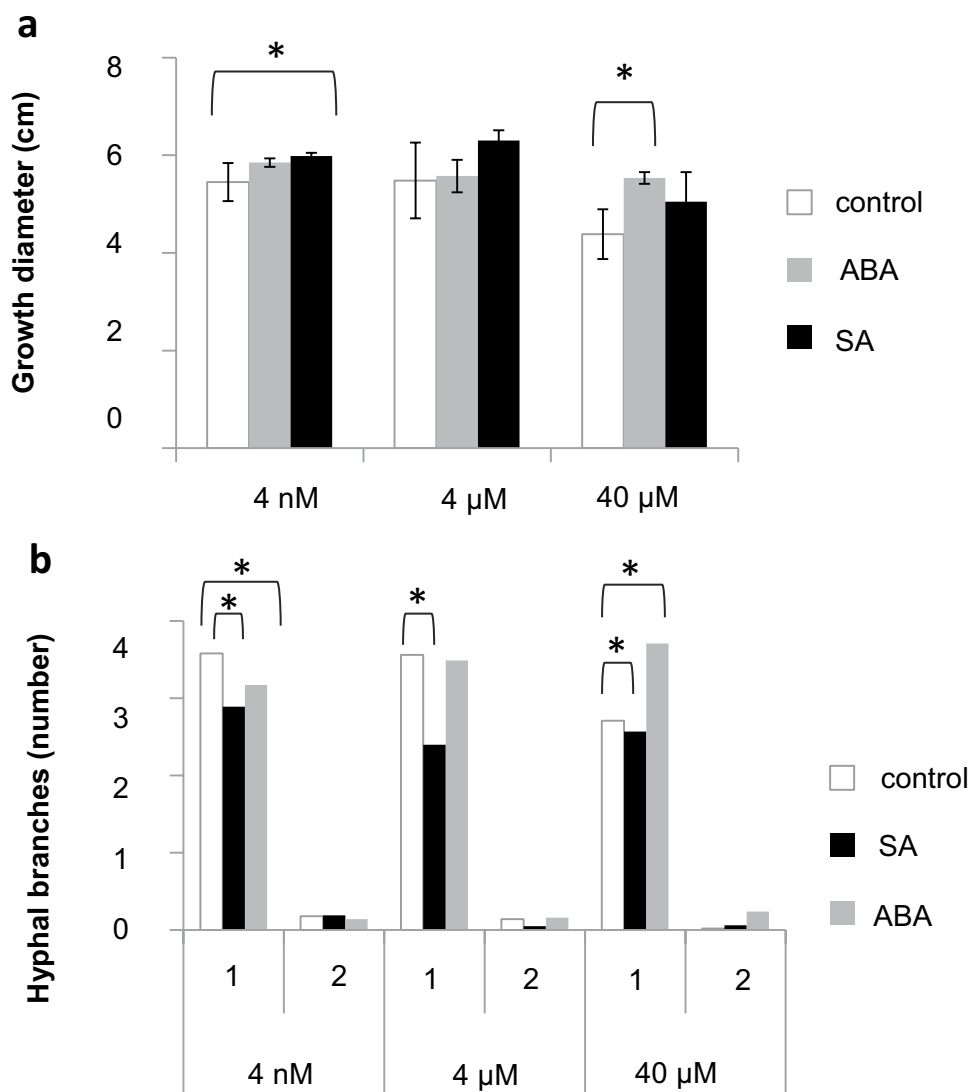 a
Growth diameter (cm)
8
6
4
2
0
*
*
4 nM
4 µM
40 µM
control
ABA
SA
b
Hyphal branches (number)
4
3
2
1
0
*
*
*
*
*
1
2
1
2
1
2
4 nM
4 µM
40 µM
control
SA
ABA